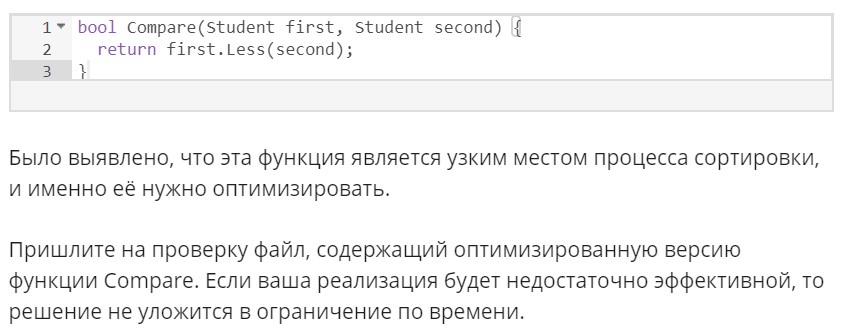 1 bool Compare(Student first, Student second) {
2 return first.Less(second);
3 }
Было выявлено, что эта функция является узким местом процесса сортировки,
и именно её нужно оптимизировать.
Пришлите на проверку файл, содержащий оптимизированную версию
функции Compare. Если ваша реализация будет недостаточно эффективной, то
решение не уложится в ограничение по времени.